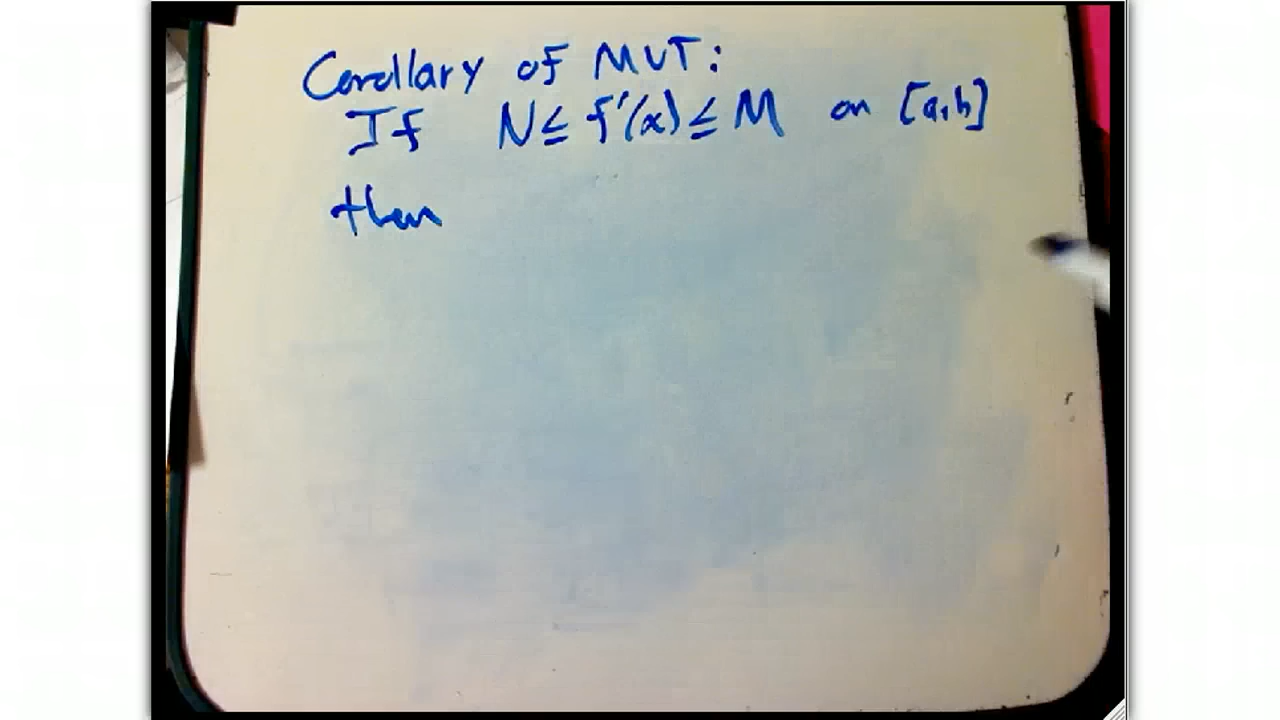 Corollary of MVT:
If N ≤ f'(x) ≤ M on [a,b]
then